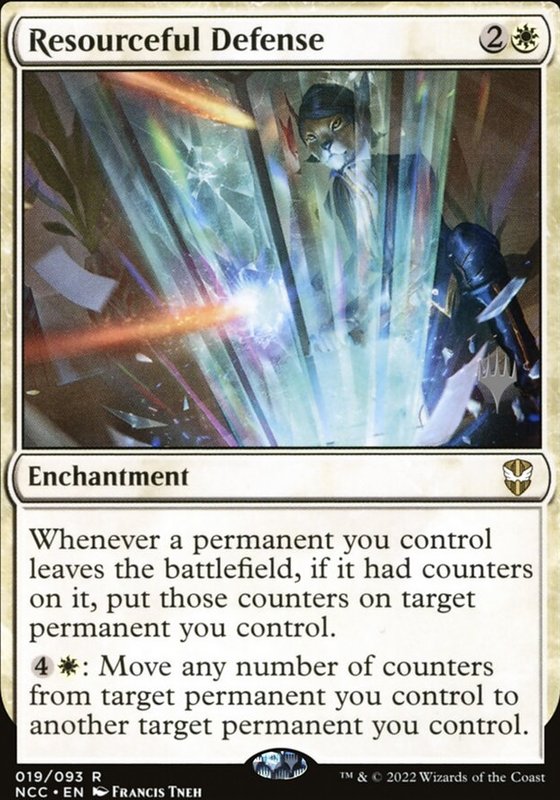 Resourceful Defense 2
Enchantment
Whenever a permanent you control
leaves the battlefield, if it had counters
on it, put those counters on target
permanent you control.
4: Move any number of counters
from target permanent you control to
another target permanent you control.
019/093 R
NCC • EN Francis Tneh
™ & © 2022 Wizards of the Coast